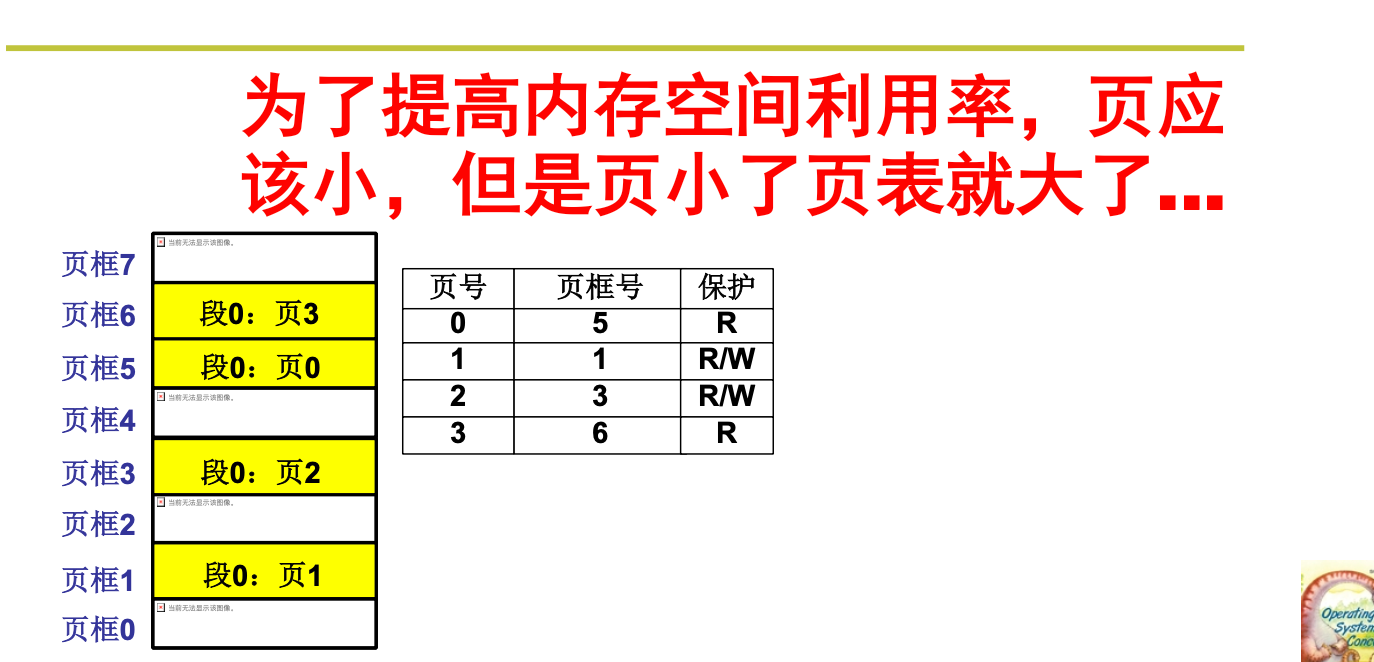 为了提高内存空间利用率，页应
该小，但是页小了页表就大了...
页框7
当前无法显示该图像。
页框6
段0：页3
页框5
段0：页0
页框4
当前无法显示该图像。
页框3
段0：页2
页框2
当前无法显示该图像。
页框1
段0：页1
页框0
当前无法显示该图像。
页号 页框号 保护
0 5 R
1 1 R/W
2 3 R/W
3 6 R
Operating
System